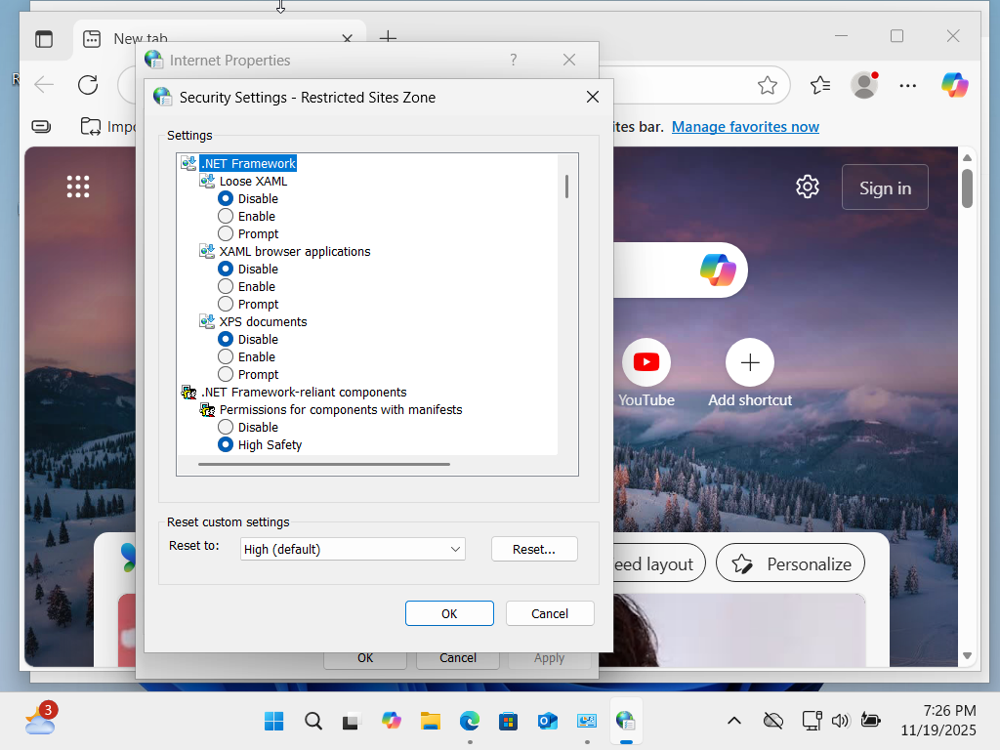 New tab
Internet Properties
?
Security Settings - Restricted Sites Zone
Settings
.NET Framework
Loose XAML
Disable
Enable
Prompt
XAML browser applications
Disable
Enable
Prompt
XPS documents
Disable
Enable
Prompt
.NET Framework-reliant components
Permissions for components with manifests
Disable
High Safety
Reset custom settings
Reset to:
High (default)
Reset...
OK
Cancel
OK
Cancel
Apply
ites bar. Manage favorites now
Sign in
YouTube
Add shortcut
eed layout
Personalize
3
7:26 PM
11/19/2025